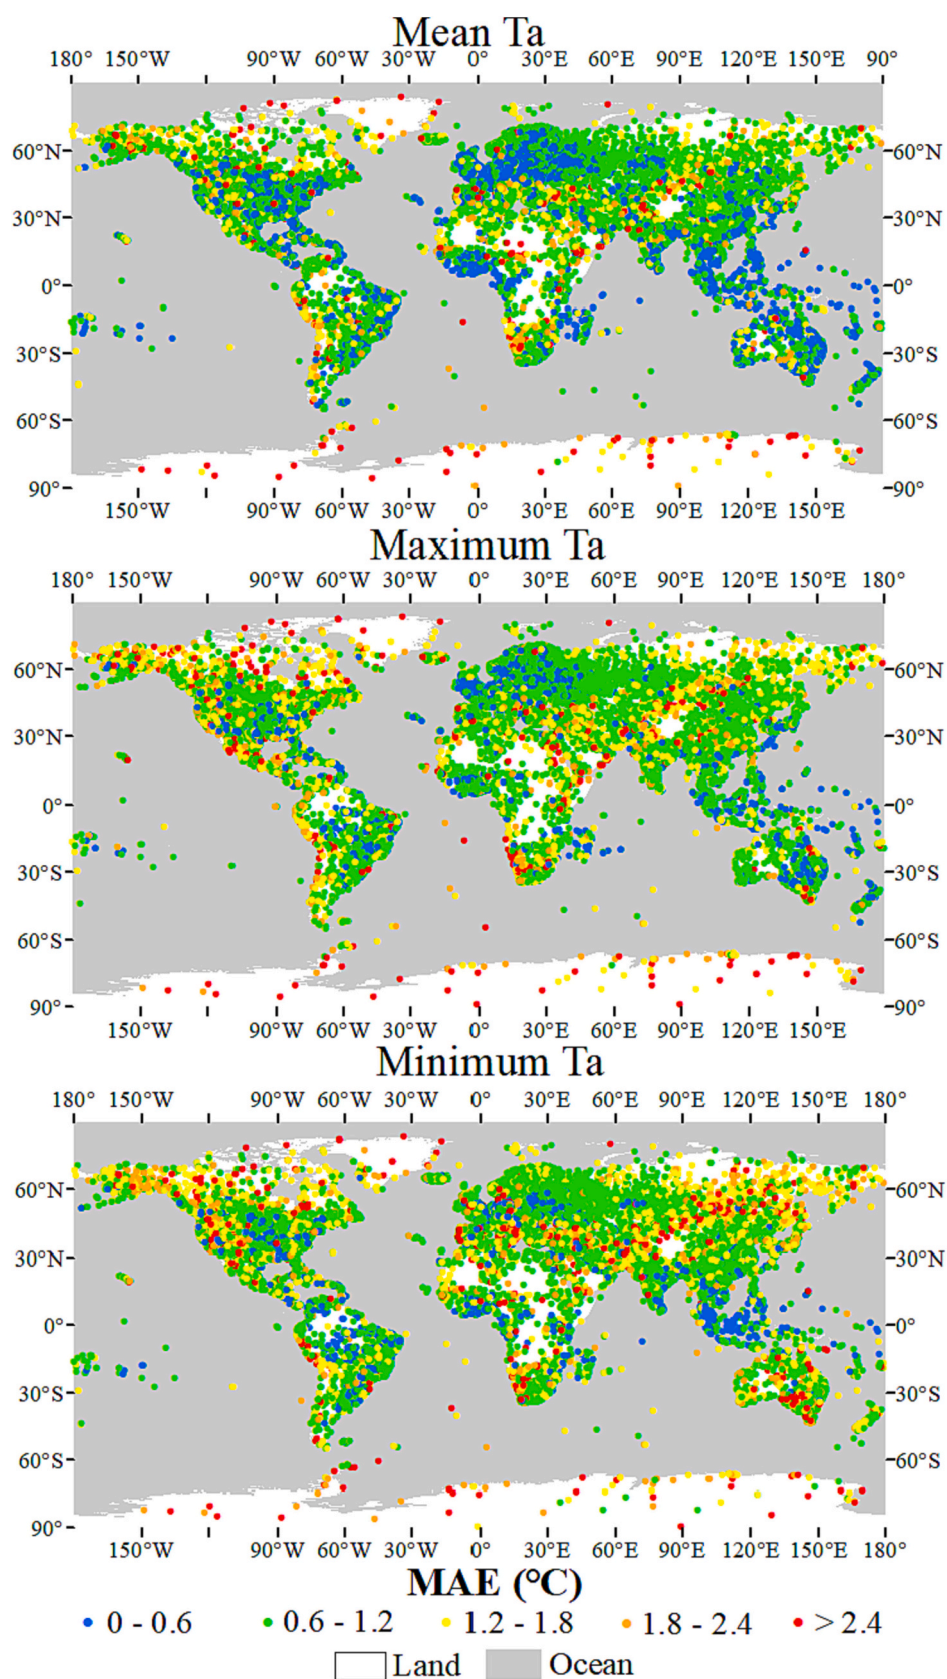 Mean Ta
180° 150°W 90°W 60°W 30°W 0° 30°E 60°E 90°E 120°E 150°E 90°
60°N 60°N
30°N 30°N
0° 0°
30°S 30°S
60°S 60°S
90° 90°
150°W 90°W 60°W 30°W 0° 30°E 60°E 90°E 120°E 150°E
Maximum Ta
180° 150°W 90°W 60°W 30°W 0° 30°E 60°E 90°E 120°E 150°E 180°
60°N 60°N
30°N 30°N
0° 0°
30°S 30°S
60°S 60°S
90° 90°
150°W 90°W 60°W 30°W 0° 30°E 60°E 90°E 120°E 150°E
Minimum Ta
180° 150°W 90°W 60°W 30°W 0° 30°E 60°E 90°E 120°E 150°E 180°
60°N 60°N
30°N 30°N
0° 0°
30°S 30°S
60°S 60°S
90° 90°
150°W 90°W 60°W 30°W 0° 30°E 60°E 90°E 120°E 150°E 180°
MAE (°C)
0 - 0.6 0.6 - 1.2 1.2 - 1.8 1.8 - 2.4 > 2.4
Land Ocean